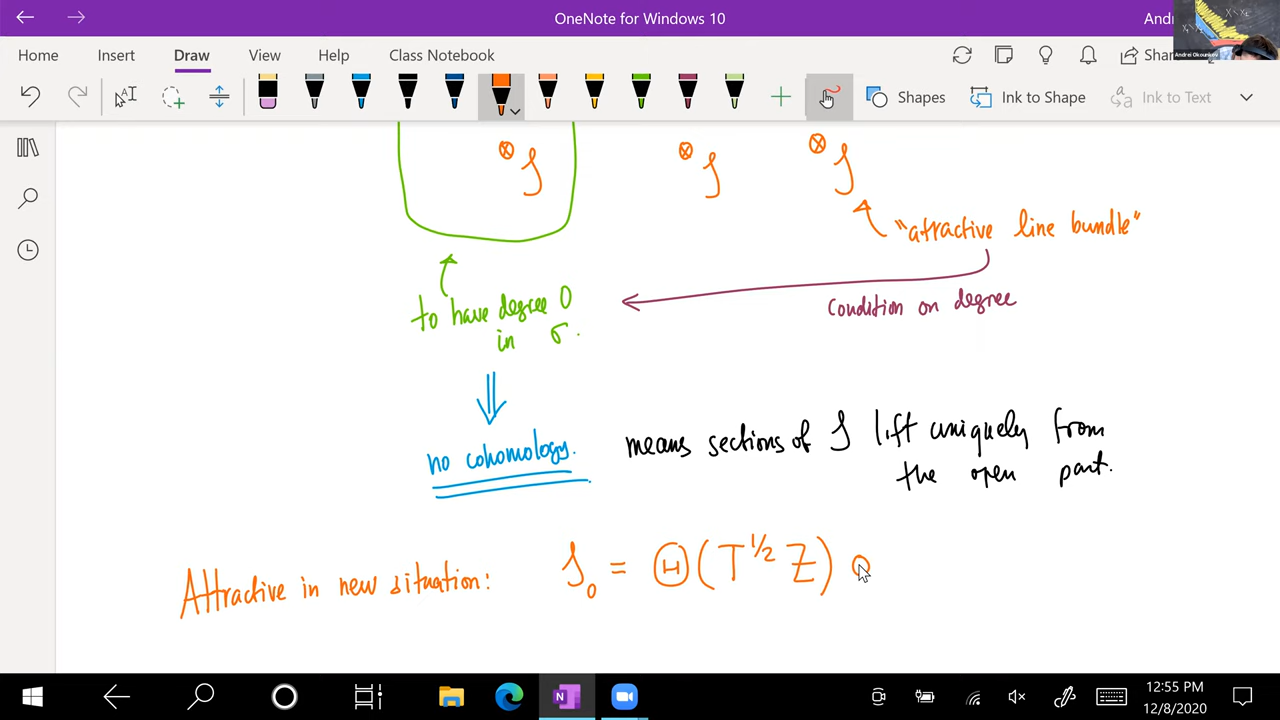 OneNote for Windows 10
Andrei Okounkov
Home Insert Draw View Help Class Notebook
Shapes Ink to Shape Ink to Text
⊗ 𝒮 ⊗ 𝒮 ⊗ 𝒮
"attractive line bundle"
Condition on degree
to have degree 0
in σ.
⇓
no cohomology.
means sections of 𝒮 lift uniquely from
the open part.
Attractive in new situation: 𝒮₀ = Θ(T^{1/2} Z)
12:55 PM
12/8/2020